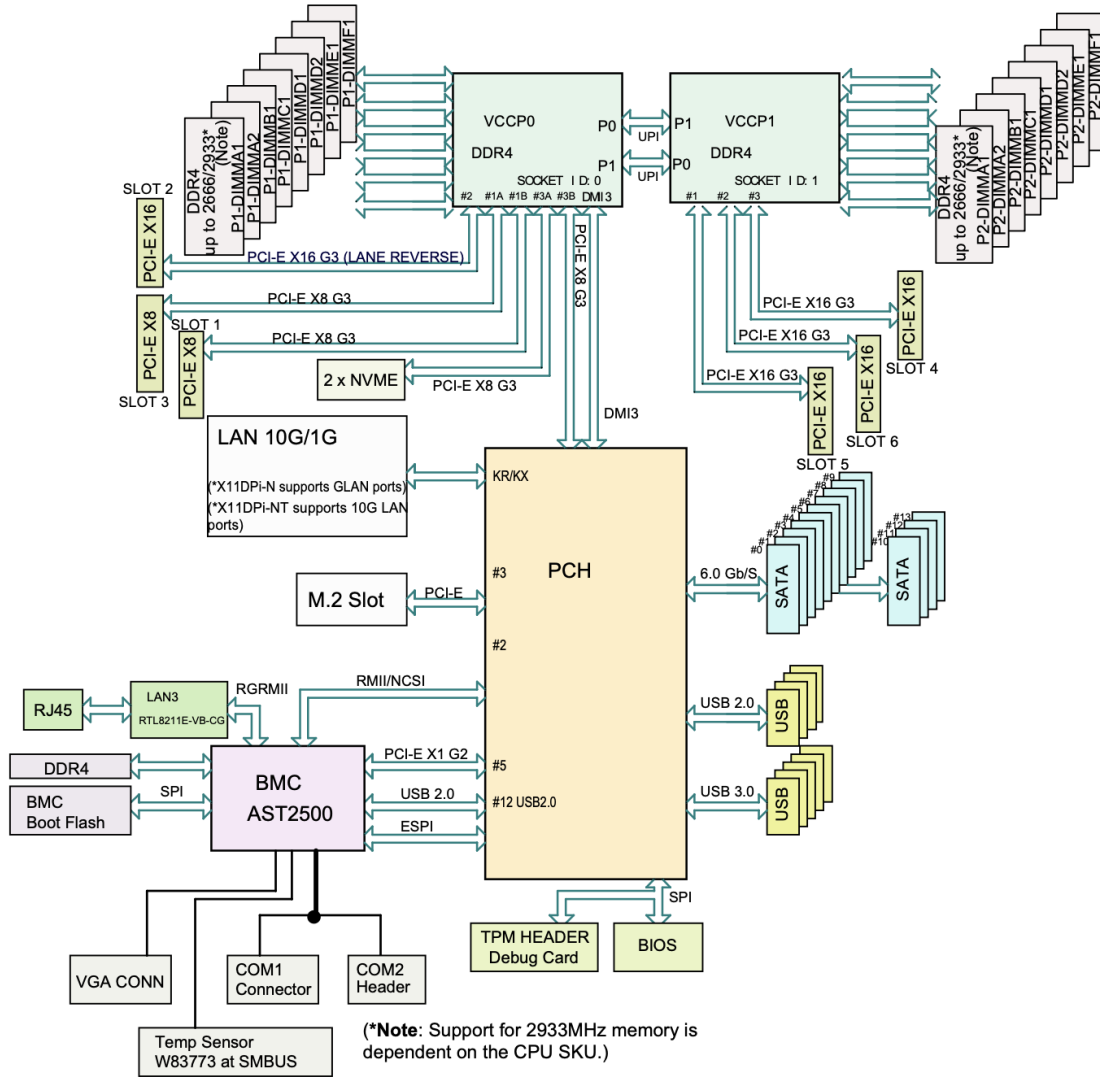 P1-DIMMF1
P1-DIMME1
P1-DIMMD2
P1-DIMMD1
P1-DIMMC1
P1-DIMMB1
P1-DIMMA2
P1-DIMMA1
DDR4
up to 2666/2933*
(Note)
VCCP0
DDR4
P0
P1
SOCKET ID: 0
#2 #1A #1B #3A #3B DMI3
UPI
UPI
P1
P0
VCCP1
DDR4
SOCKET ID: 1
#1 #2 #3
P2-DIMMF1
P2-DIMME1
P2-DIMMD2
P2-DIMMD1
P2-DIMMC1
P2-DIMMB1
P2-DIMMA2
P2-DIMMA1
DDR4
up to 2666/2933*
(Note)
SLOT 2
PCI-E X16
PCI-E X16 G3 (LANE REVERSE)
PCI-E X8 G3
PCI-E X8
SLOT 3
SLOT 1
PCI-E X8
PCI-E X8 G3
2 x NVME
PCI-E X8 G3
PCI-E X8 G3
DMI3
PCI-E X16 G3
PCI-E X16
SLOT 4
PCI-E X16 G3
PCI-E X16
SLOT 6
PCI-E X16 G3
PCI-E X16
SLOT 5
LAN 10G/1G
(*X11DPi-N supports GLAN ports)
(*X11DPi-NT supports 10G LAN
ports)
KR/KX
#3
PCH
M.2 Slot
PCI-E
#2
6.0 Gb/S
#0
#1
#2
#3
#4
#5
#6
#7
#8
#9
SATA
#10
#11
#12
#13
SATA
RJ45
LAN3
RTL8211E-VB-CG
RGRMII
RMII/NCSI
USB 2.0
USB
DDR4
BMC
Boot Flash
SPI
BMC
AST2500
PCI-E X1 G2
#5
USB 2.0
#12 USB2.0
ESPI
USB 3.0
USB
SPI
TPM HEADER
Debug Card
BIOS
VGA CONN
COM1
Connector
COM2
Header
Temp Sensor
W83773 at SMBUS
(*Note: Support for 2933MHz memory is
dependent on the CPU SKU.)